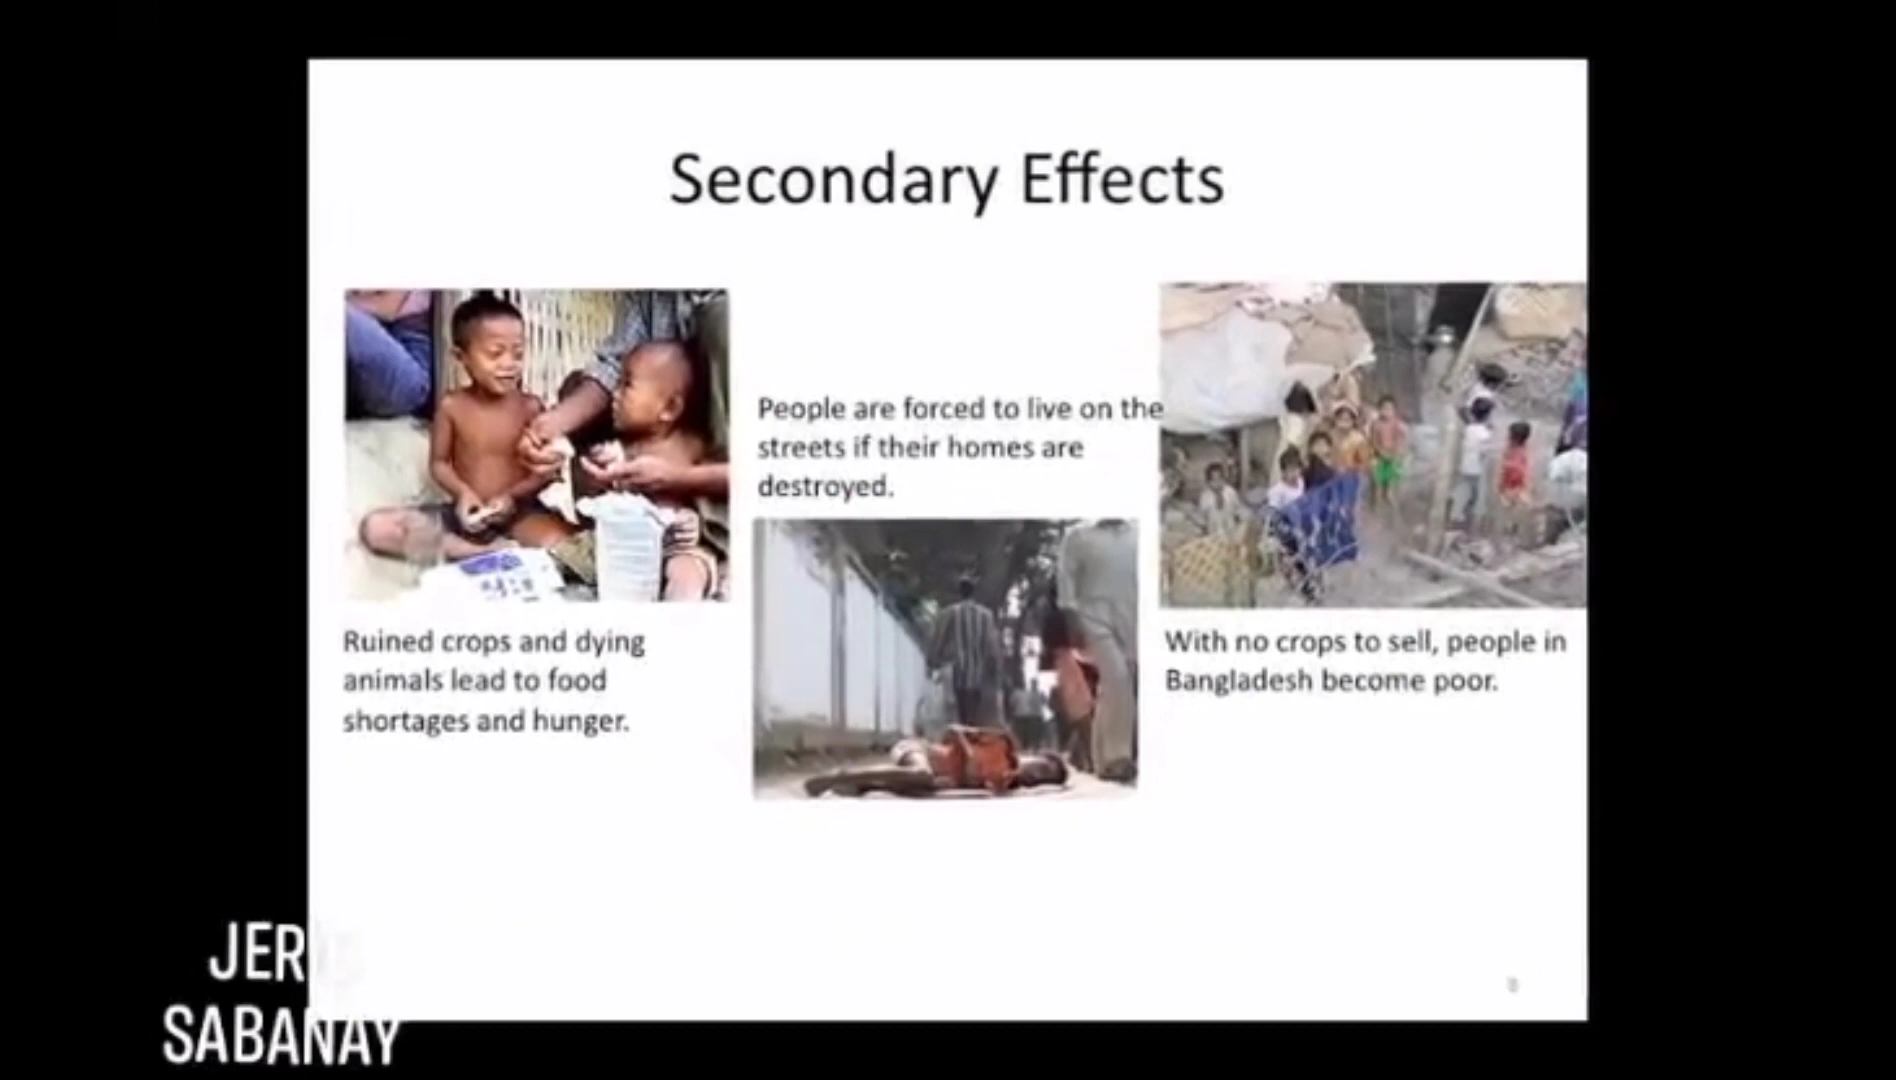 Secondary Effects
People are forced to live on the
streets if their homes are
destroyed.
Ruined crops and dying
animals lead to food
shortages and hunger.
With no crops to sell, people in
Bangladesh become poor.
SABANAY